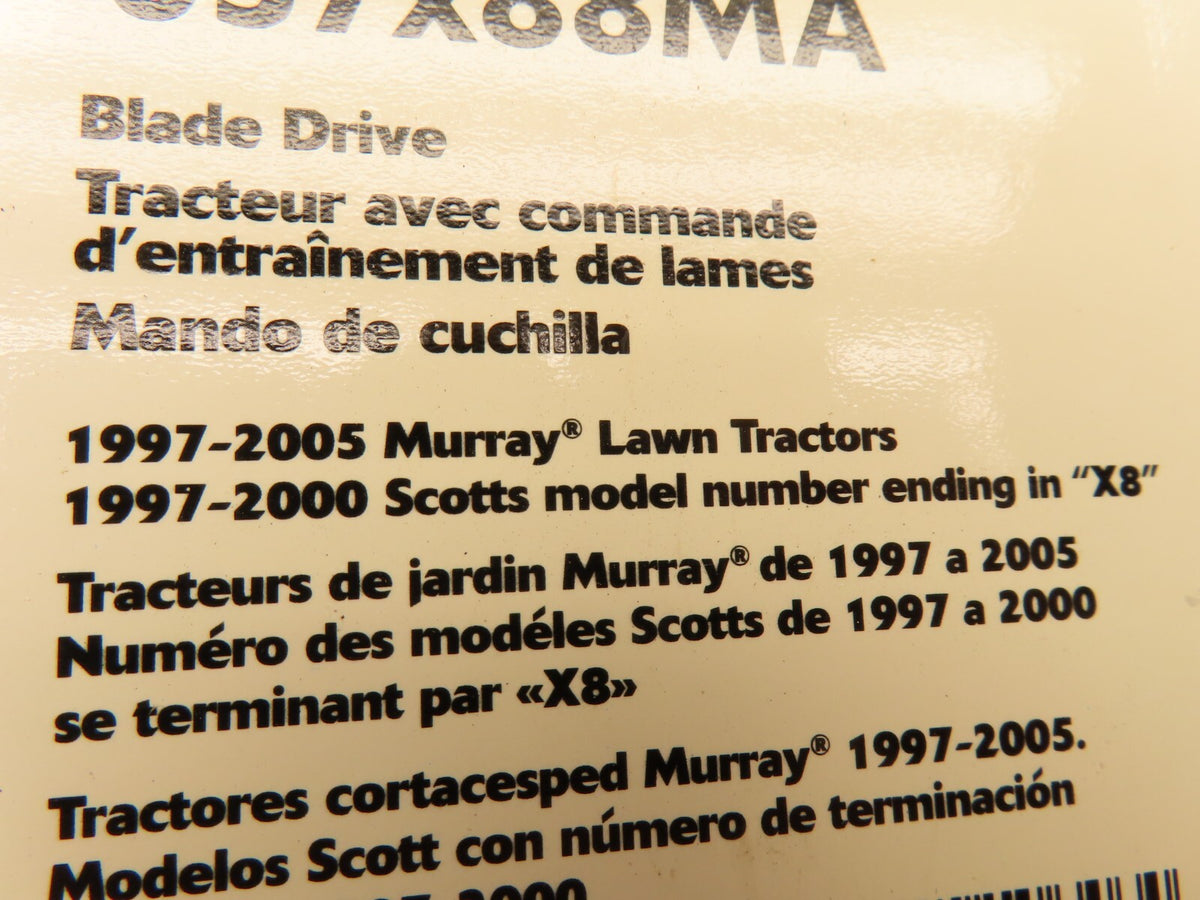 Blade Drive
Tracteur avec commande
d'entraînement de lames
Mando de cuchilla
1997-2005 Murray® Lawn Tractors
1997-2000 Scotts model number ending in "X8"
Tracteurs de jardin Murray® de 1997 a 2005
Numéro des modéles Scotts de 1997 a 2000
se terminant par «X8»
Tractores cortacesped Murray® 1997-2005.
Modelos Scott con número de terminación